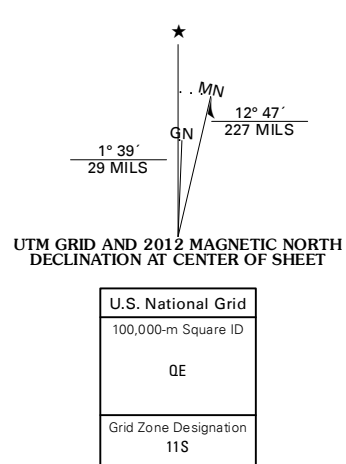 ★
MN
12° 47´
227 MILS
GN
1° 39´
29 MILS
UTM GRID AND 2012 MAGNETIC NORTH
DECLINATION AT CENTER OF SHEET
U.S. National Grid
100,000-m Square ID
QE
Grid Zone Designation
11S